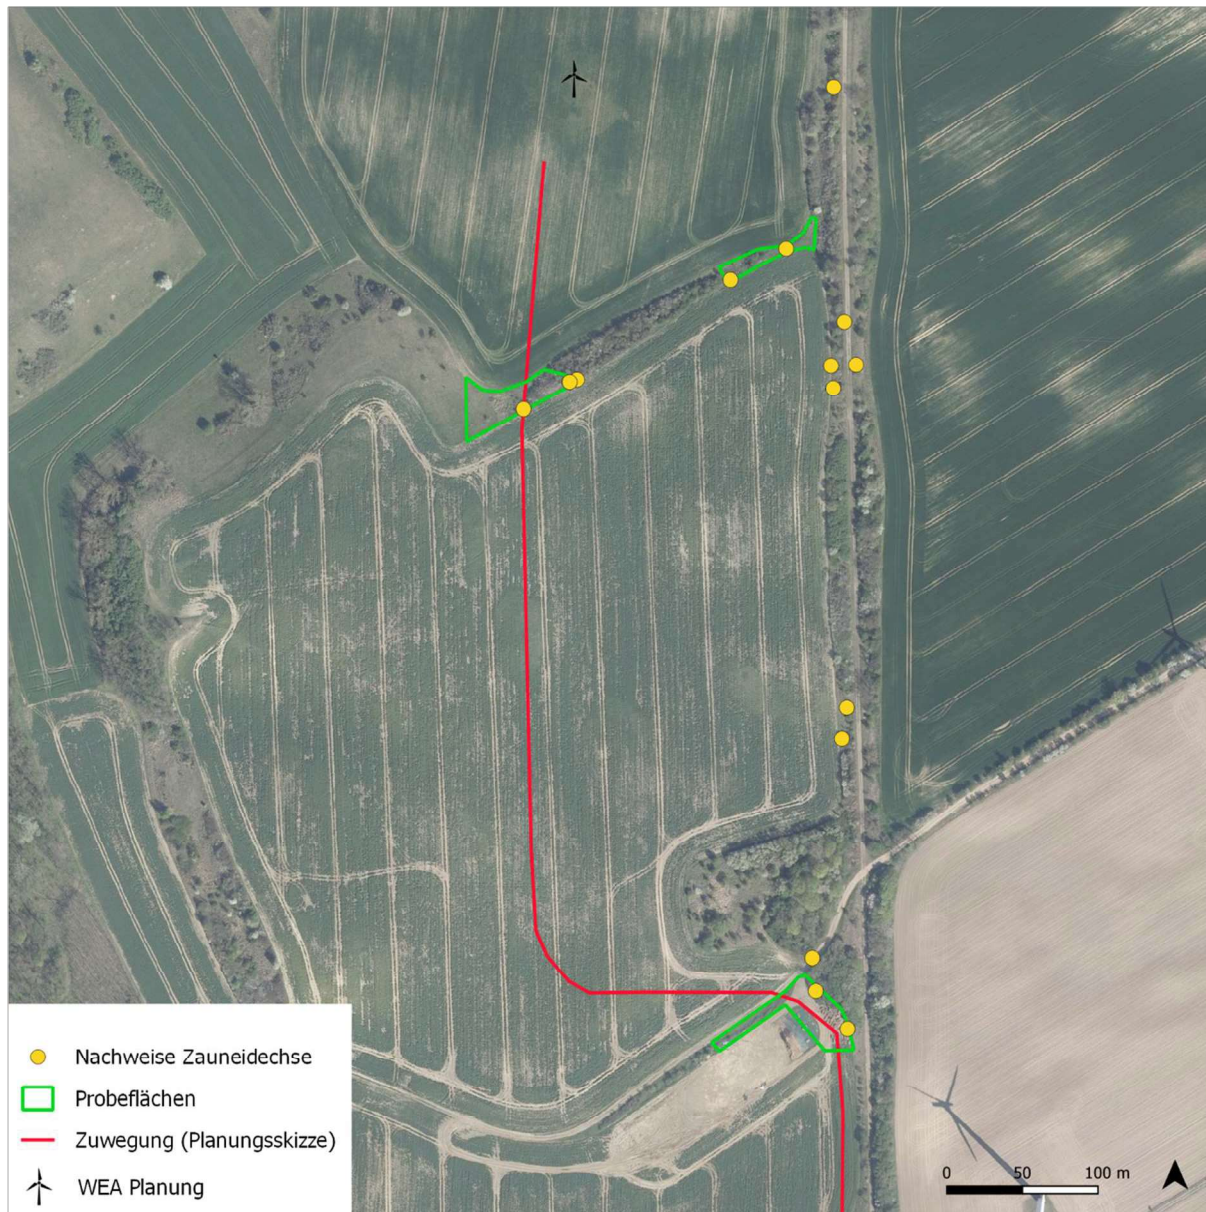 Nachweise Zauneidechse
Probeflächen
Zuwegung (Planungsskizze)
WEA Planung
0 50 100 m